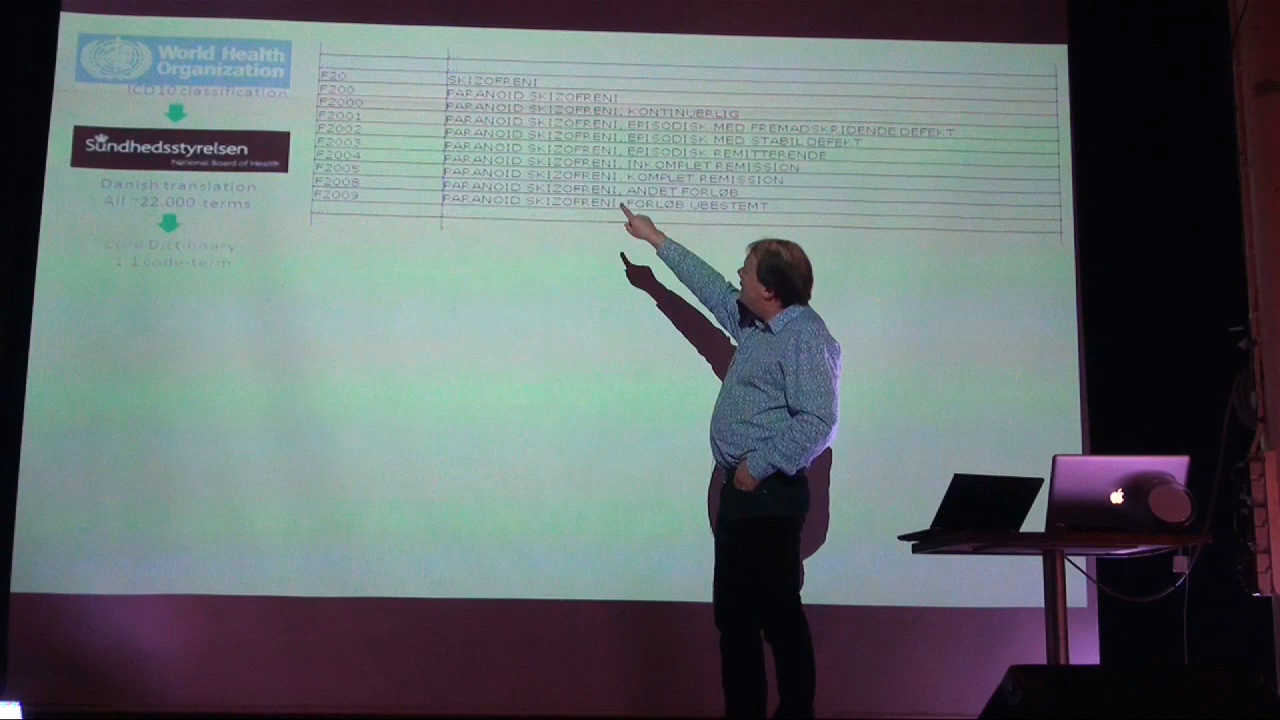 World Health
Organization
ICD10 classification
Sundhedsstyrelsen
National Board of Health
Danish translation
All ~22.000 terms
Core Dictionary
1-1 code-term
F20 SKIZOFRENI
F200 PARANOID SKIZOFRENI
F2000 PARANOID SKIZOFRENI, KONTINUERLIG
F2001 PARANOID SKIZOFRENI, EPISODISK MED FREMADSKRIDENDE DEFEKT
F2002 PARANOID SKIZOFRENI, EPISODISK MED STABIL DEFEKT
F2003 PARANOID SKIZOFRENI, EPISODISK REMITTERENDE
F2004 PARANOID SKIZOFRENI, INKOMPLET REMISSION
F2005 PARANOID SKIZOFRENI, KOMPLET REMISSION
F2008 PARANOID SKIZOFRENI, ANDET FORLØB
F2009 PARANOID SKIZOFRENI, FORLØB UBESTEMT